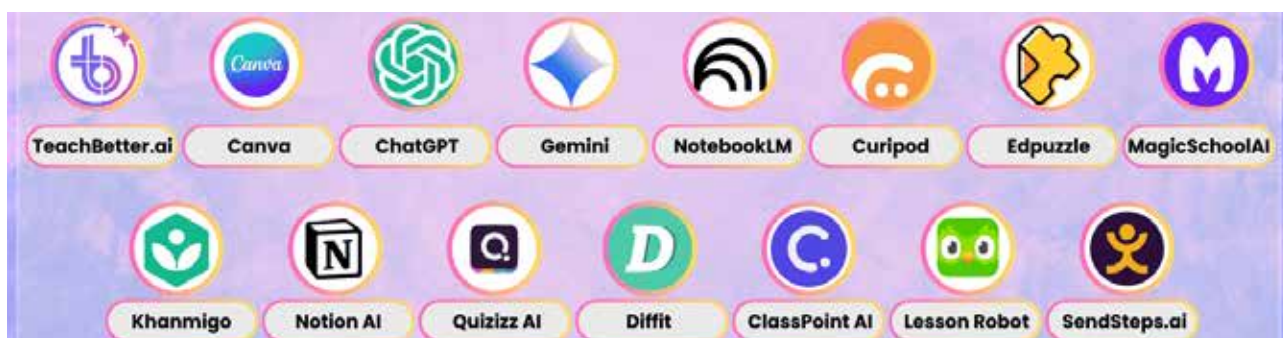 Canva
TeachBetter.ai Canva ChatGPT Gemini NotebookLM Curipod Edpuzzle MagicSchoolAI
Khanmigo Notion AI Quizizz AI Diffit ClassPoint AI Lesson Robot SendSteps.ai